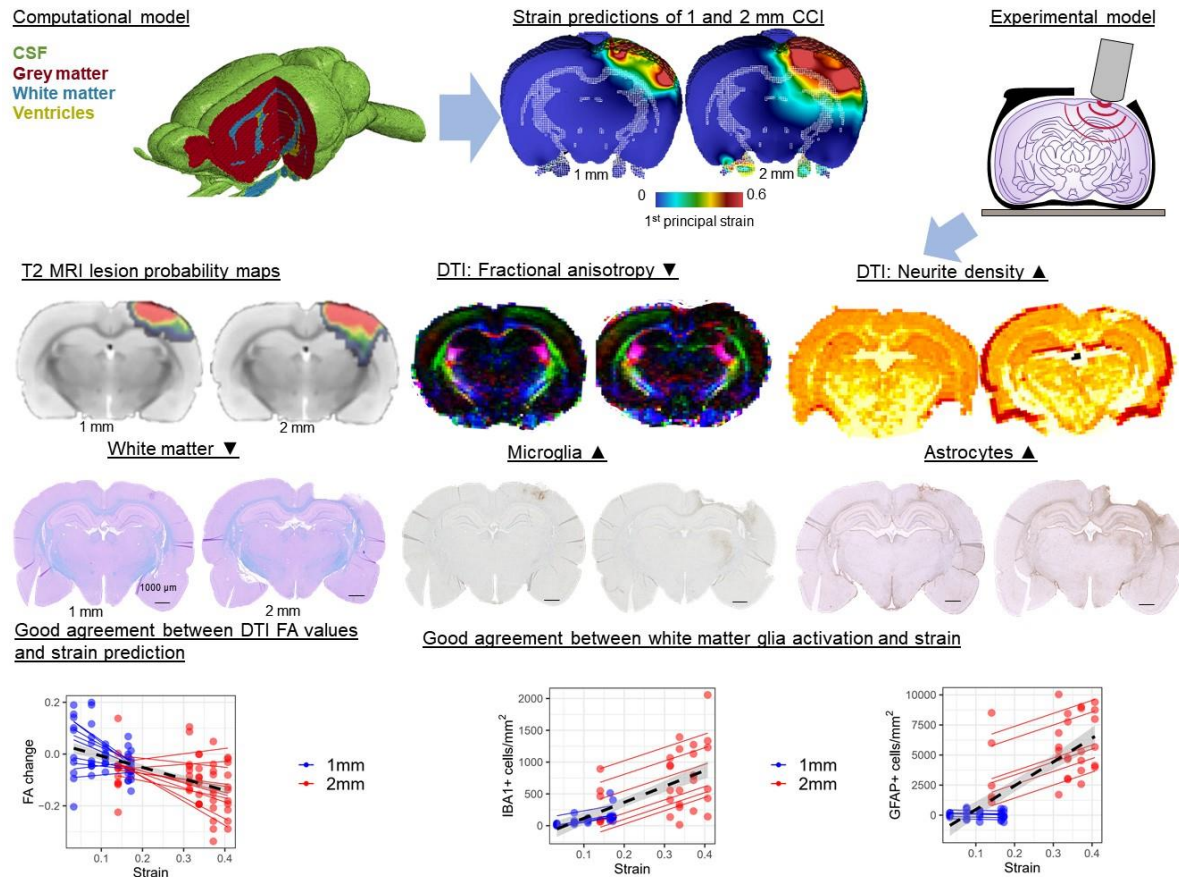 Computational model
Strain predictions of 1 and 2 mm CCI
Experimental model
CSF
Grey matter
White matter
Ventricles
1 mm
2 mm
0
0.6
1st principal strain
T2 MRI lesion probability maps
DTI: Fractional anisotropy ▼
DTI: Neurite density ▲
1 mm
2 mm
White matter ▼
Microglia ▲
Astrocytes ▲
1000 µm
1 mm
2 mm
Good agreement between DTI FA values
and strain prediction
Good agreement between white matter glia activation and strain
FA change
0.2
0.0
−0.2
0.1 0.2 0.3 0.4
Strain
1mm
2mm
IBA1+ cells/mm²
2000
1500
1000
500
0
0.1 0.2 0.3 0.4
Strain
1mm
2mm
GFAP+ cells/mm²
10000
7500
5000
2500
0
0.1 0.2 0.3 0.4
Strain